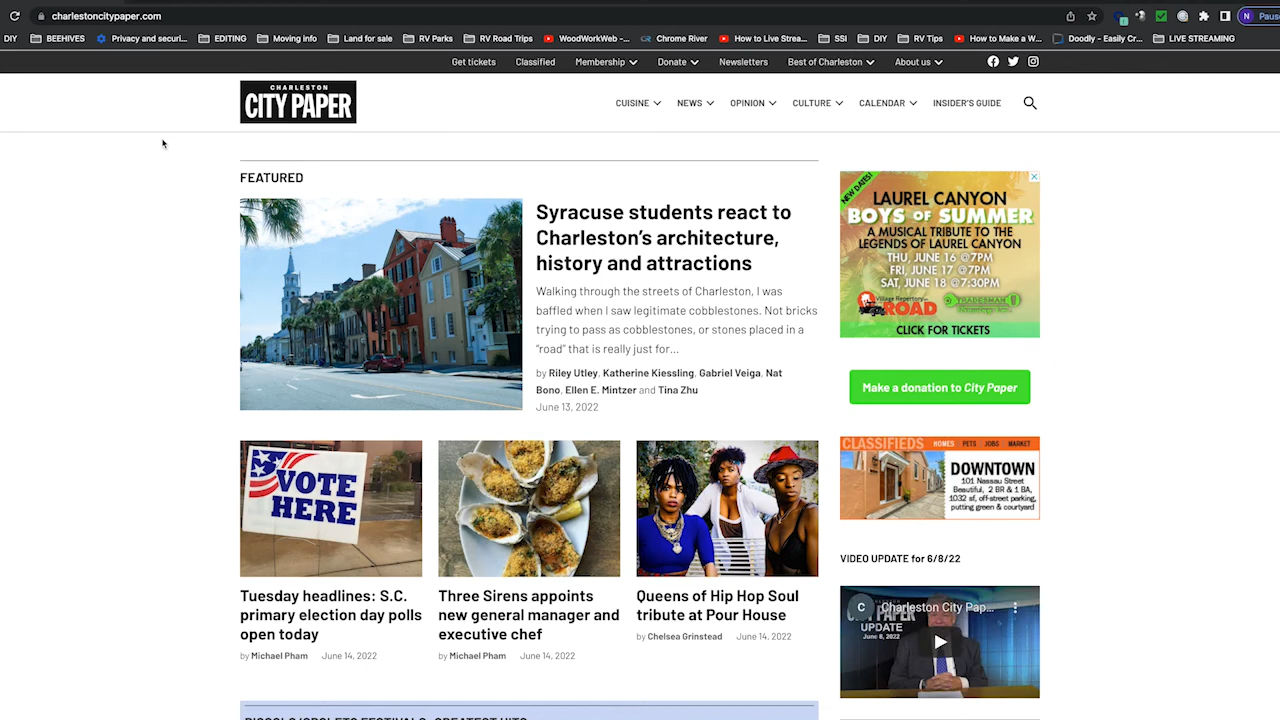 charlestoncitypaper.com
N Paus
DIY BEEHIVES Privacy and securi... EDITING Moving info Land for sale RV Parks RV Road Trips WoodWorkWeb -... Chrome River How to Live Strea... SSI DIY RV Tips How to Make a W... Doodly - Easy Cr... LIVE STREAMING
Get tickets Classified Membership Donate Newsletters Best of Charleston About us
CHARLESTON
CITY PAPER
CUISINE NEWS OPINION CULTURE CALENDAR INSIDER'S GUIDE
FEATURED
Syracuse students react to
Charleston's architecture,
history and attractions
Walking through the streets of Charleston, I was
baffled when I saw legitimate cobblestones. Not bricks
trying to pass as cobblestones, or stones placed in a
"road" that is really just for...
by Riley Utley, Katherine Kiessling, Gabriel Veiga, Nat
Bono, Ellen E. Mintzer and Tina Zhu
June 13, 2022
VOTE
HERE
Tuesday headlines: S.C.
primary election day polls
open today
by Michael Pham June 14, 2022
Three Sirens appoints
new general manager and
executive chef
by Michael Pham June 14, 2022
Queens of Hip Hop Soul
tribute at Pour House
by Chelsea Grinstead June 14, 2022
NEW DATES!
LAUREL CANYON
BOYS OF SUMMER
A MUSICAL TRIBUTE TO THE
LEGENDS OF LAUREL CANYON
THU, JUNE 16 @7PM
FRI, JUNE 17 @7PM
SAT, JUNE 18 @7:30PM
Village Repertory
ROAD
TRADESMAN
CLICK FOR TICKETS
Make a donation to City Paper
CLASSIFIEDS HOMES PETS JOBS MARKET
DOWNTOWN
101 Nassau Street
Beautiful, 2 BR & 1 BA,
1032 sf, off-street parking,
putting green & courtyard
VIDEO UPDATE for 6/8/22
C Charleston City Pap...
CITY PAPER
UPDATE
June 8, 2022